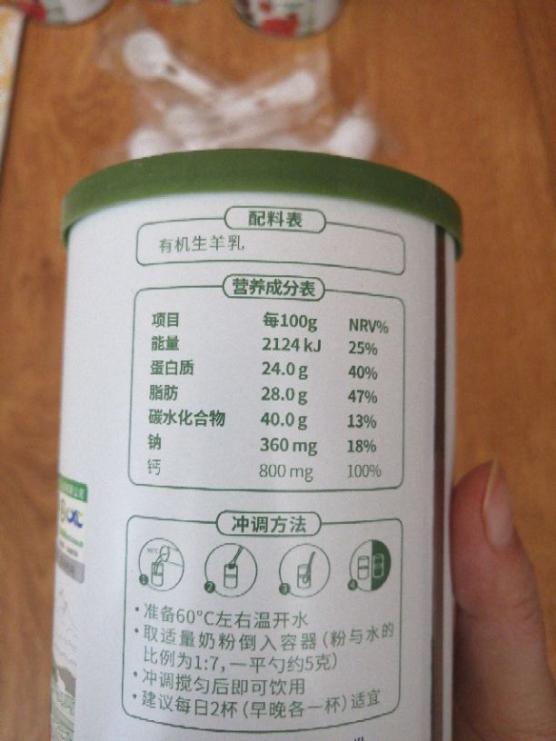 配料表
有机生羊乳
营养成分表
项目 每100g NRV%
能量 2124 kJ 25%
蛋白质 24.0 g 40%
脂肪 28.0 g 47%
碳水化合物 40.0 g 13%
钠 360 mg 18%
钙 800 mg 100%
冲调方法
1 2 3 4
·准备60°C左右温开水
·取适量奶粉倒入容器（粉与水的
比例为1:7,一平勺约5克）
·冲调搅匀后即可饮用
·建议每日2杯（早晚各一杯）适宜